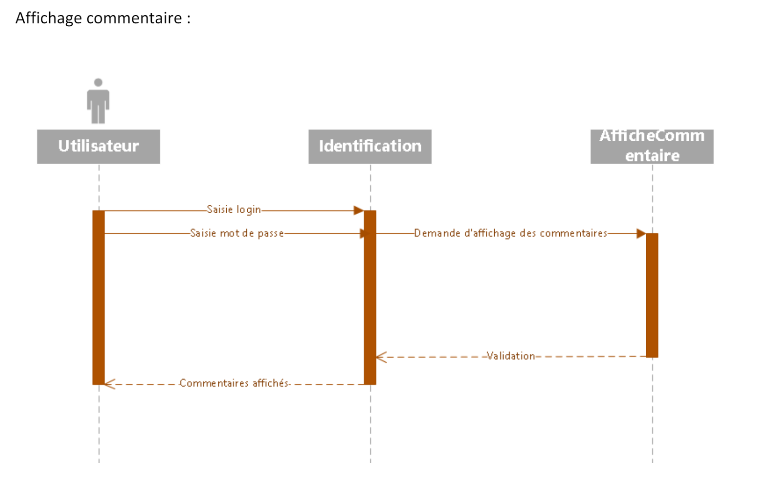 Affichage commentaire :
Utilisateur
Identification
AfficheComm
entaire
Saisie login
Saisie mot de passe
Demande d'affichage des commentaires
Validation
Commentaires affichés